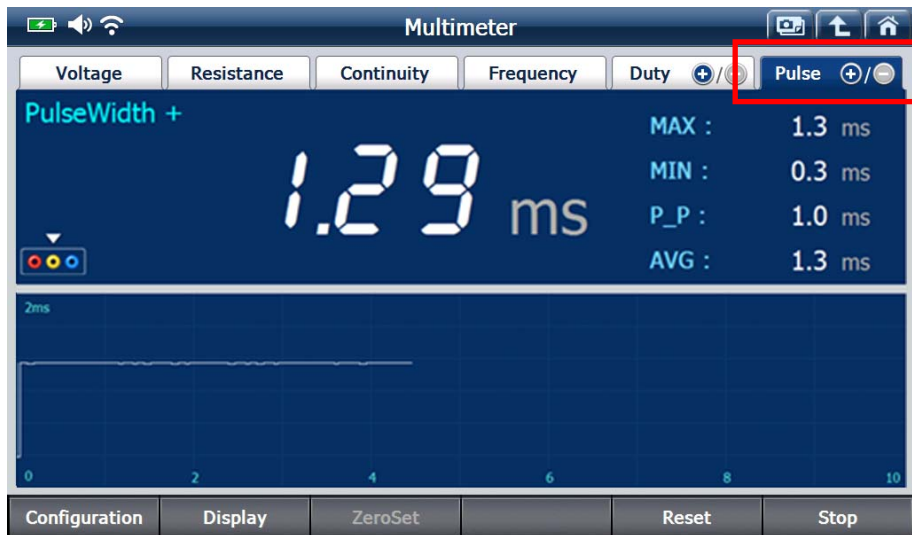 Multimeter
Voltage Resistance Continuity Frequency Duty +/- Pulse +/-
PulseWidth +
1.29 ms
MAX : 1.3 ms
MIN : 0.3 ms
P_P : 1.0 ms
AVG : 1.3 ms
2ms
0 2 4 6 8 10
Configuration Display ZeroSet Reset Stop